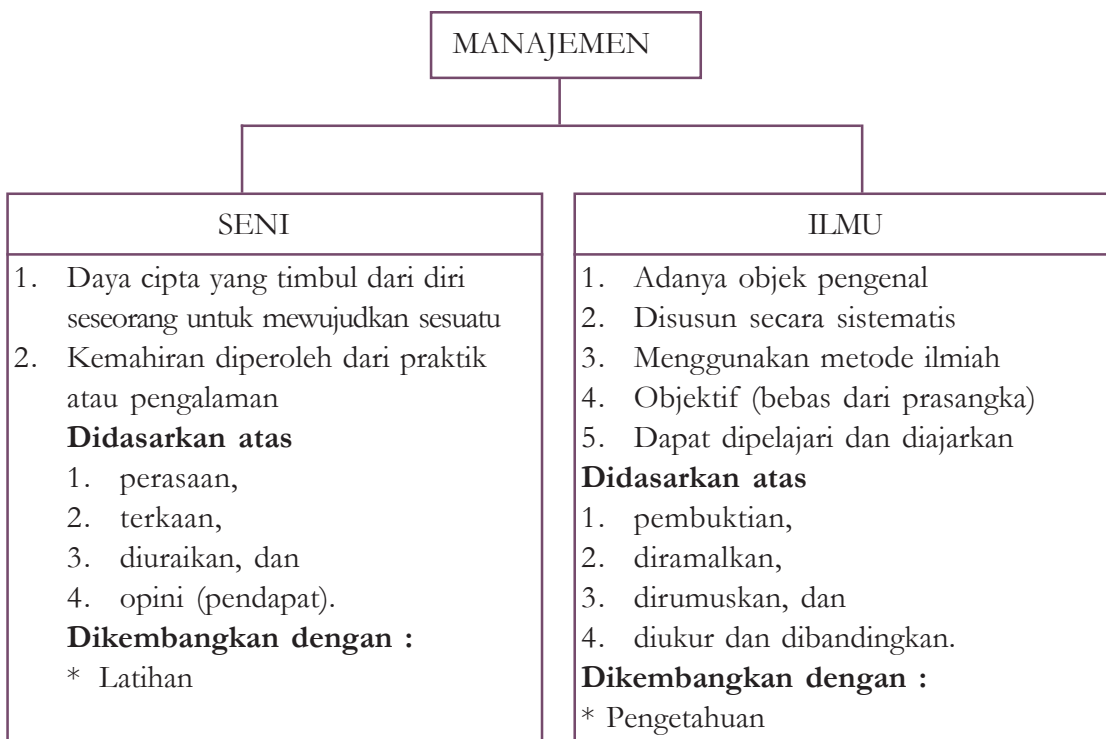 MANAJEMEN
SENI
1. Daya cipta yang timbul dari diri
seseorang untuk mewujudkan sesuatu
2. Kemahiran diperoleh dari praktik
atau pengalaman
Didasarkan atas
1. perasaan,
2. terkaan,
3. diuraikan, dan
4. opini (pendapat).
Dikembangkan dengan :
* Latihan
ILMU
1. Adanya objek pengenal
2. Disusun secara sistematis
3. Menggunakan metode ilmiah
4. Objektif (bebas dari prasangka)
5. Dapat dipelajari dan diajarkan
Didasarkan atas
1. pembuktian,
2. diramalkan,
3. dirumuskan, dan
4. diukur dan dibandingkan.
Dikembangkan dengan :
* Pengetahuan